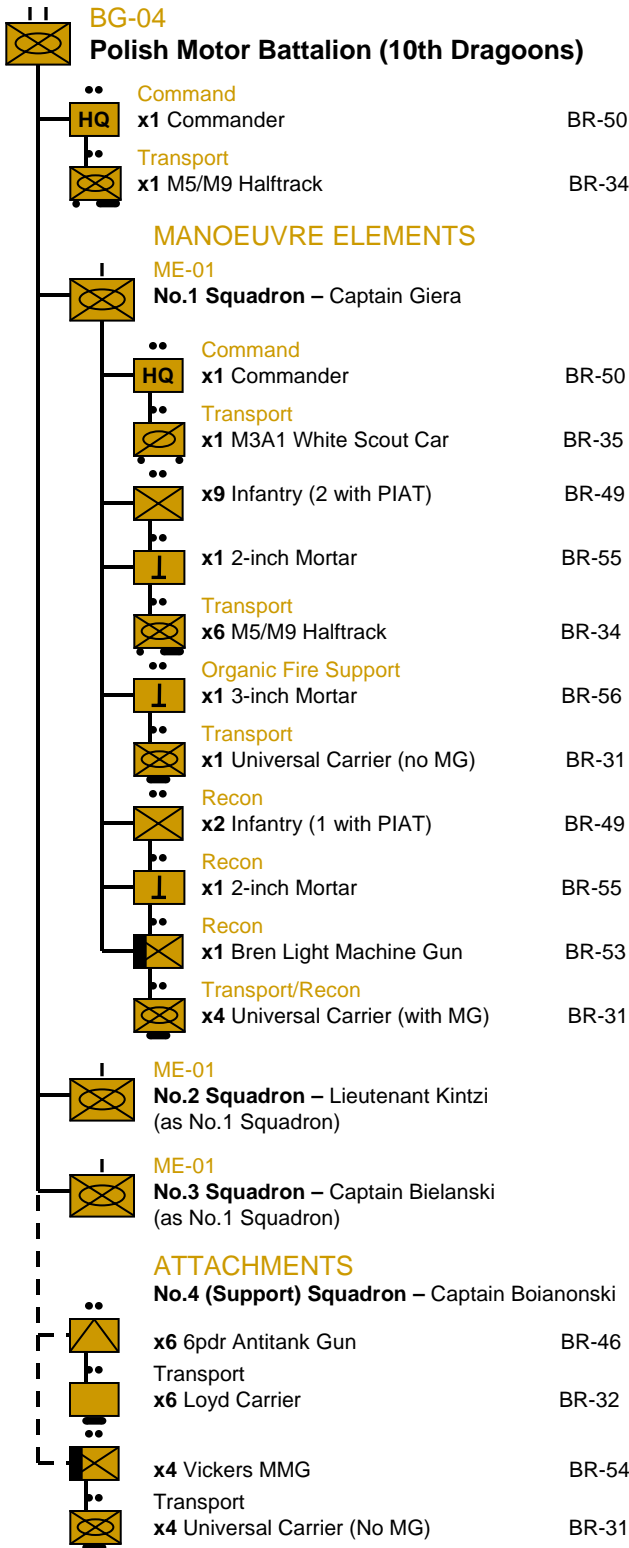 BG-04
Polish Motor Battalion (10th Dragoons)
Command
HQ x1 Commander BR-50
Transport
x1 M5/M9 Halftrack BR-34
MANOEUVRE ELEMENTS
ME-01
No.1 Squadron – Captain Giera
Command
HQ x1 Commander BR-50
Transport
x1 M3A1 White Scout Car BR-35
x9 Infantry (2 with PIAT) BR-49
x1 2-inch Mortar BR-55
Transport
x6 M5/M9 Halftrack BR-34
Organic Fire Support
x1 3-inch Mortar BR-56
Transport
x1 Universal Carrier (no MG) BR-31
Recon
x2 Infantry (1 with PIAT) BR-49
Recon
x1 2-inch Mortar BR-55
Recon
x1 Bren Light Machine Gun BR-53
Transport/Recon
x4 Universal Carrier (with MG) BR-31
ME-01
No.2 Squadron – Lieutenant Kintzi
(as No.1 Squadron)
ME-01
No.3 Squadron – Captain Bielanski
(as No.1 Squadron)
ATTACHMENTS
No.4 (Support) Squadron – Captain Boianonski
x6 6pdr Antitank Gun BR-46
Transport
x6 Loyd Carrier BR-32
x4 Vickers MMG BR-54
Transport
x4 Universal Carrier (No MG) BR-31